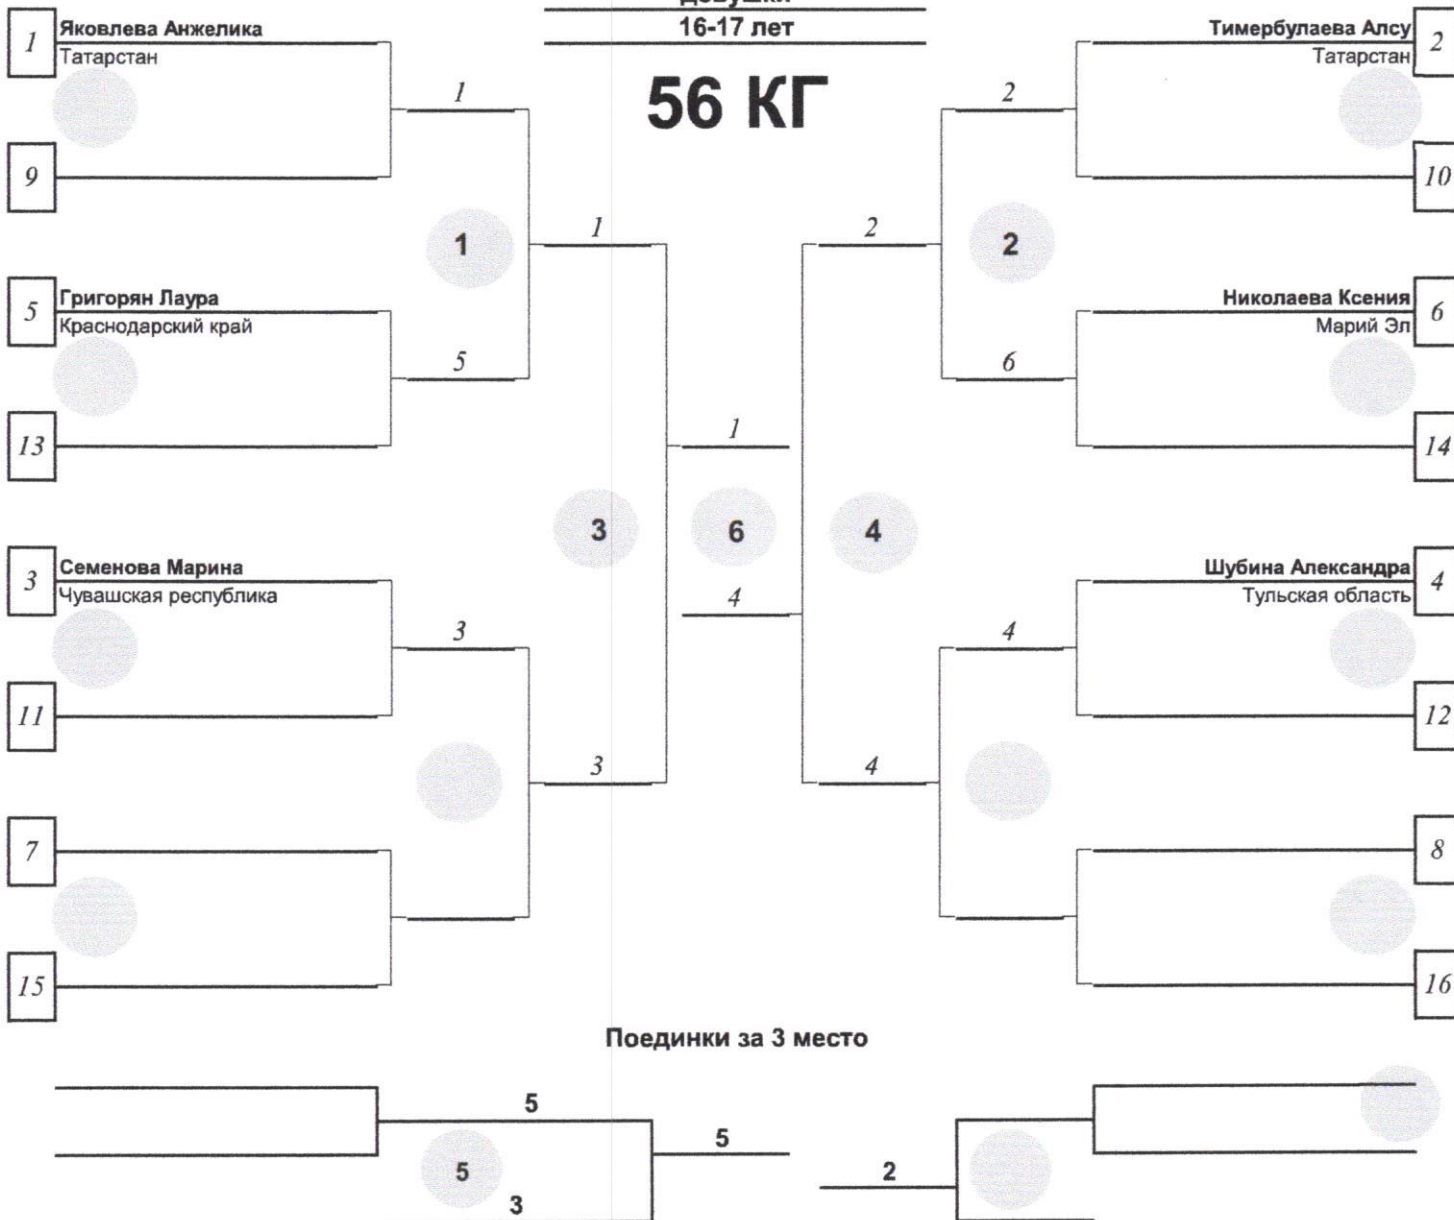 девушки
16-17 лет
56 КГ
1 Яковлева Анжелика
Татарстан
1
9
1
1
5 Григорян Лаура
Краснодарский край
5
13
3
3 Семенова Марина
Чувашская республика
3
11
3
7
15
1
6
4
Тимербулаева Алсу 2
Татарстан
2
10
2
2
Николаева Ксения 6
Марий Эл
6
14
4
Шубина Александра 4
Тульская область
4
12
4
8
16
Поединки за 3 место
5
5
5
3
2